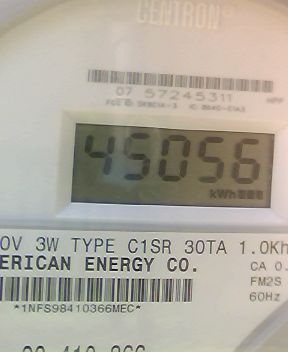 CENTRON®
07 57245311
45056
kWh
0V 3W TYPE C1SR 30TA 1.0Kh
ERICAN ENERGY CO.
CA 0.
FM2S
*1NFS98410366MEC*
60Hz